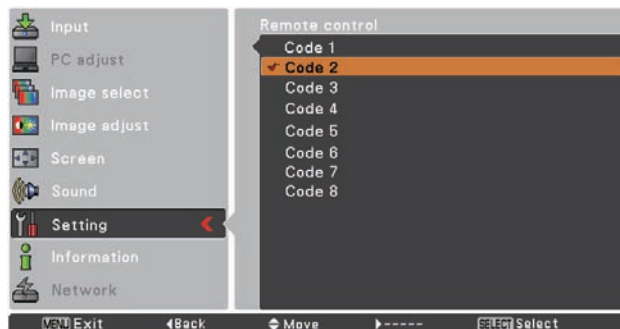 Input
PC adjust
Image select
Image adjust
Screen
Sound
Setting
Information
Network
Remote control
Code 1
Code 2
Code 3
Code 4
Code 5
Code 6
Code 7
Code 8
MENU Exit ◀Back ◆Move ▶----- SELECT Select